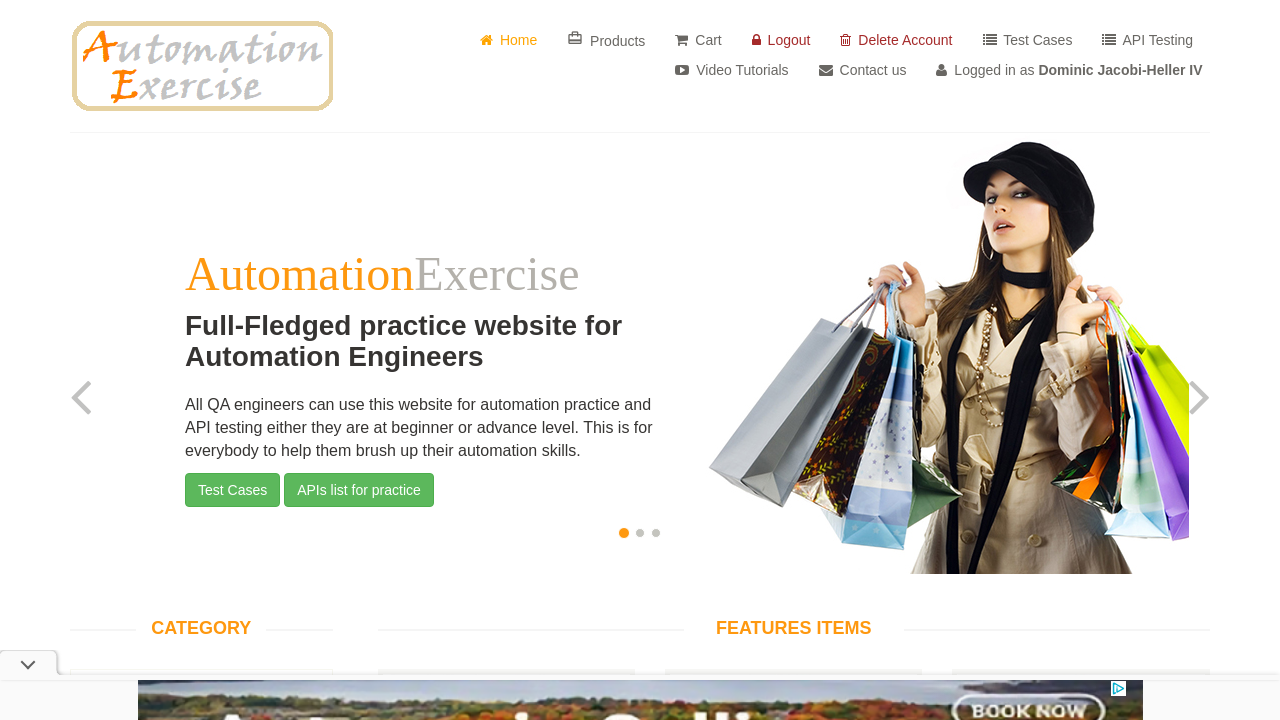 Automation
Exercise
Home
Products
Cart
Logout
Delete Account
Test Cases
API Testing
Video Tutorials
Contact us
Logged in as Dominic Jacobi-Heller IV
AutomationExercise
Full-Fledged practice website for
Automation Engineers
All QA engineers can use this website for automation practice and
API testing either they are at beginner or advance level. This is for
everybody to help them brush up their automation skills.
Test Cases
APIs list for practice
CATEGORY
FEATURES ITEMS
BOOK NOW